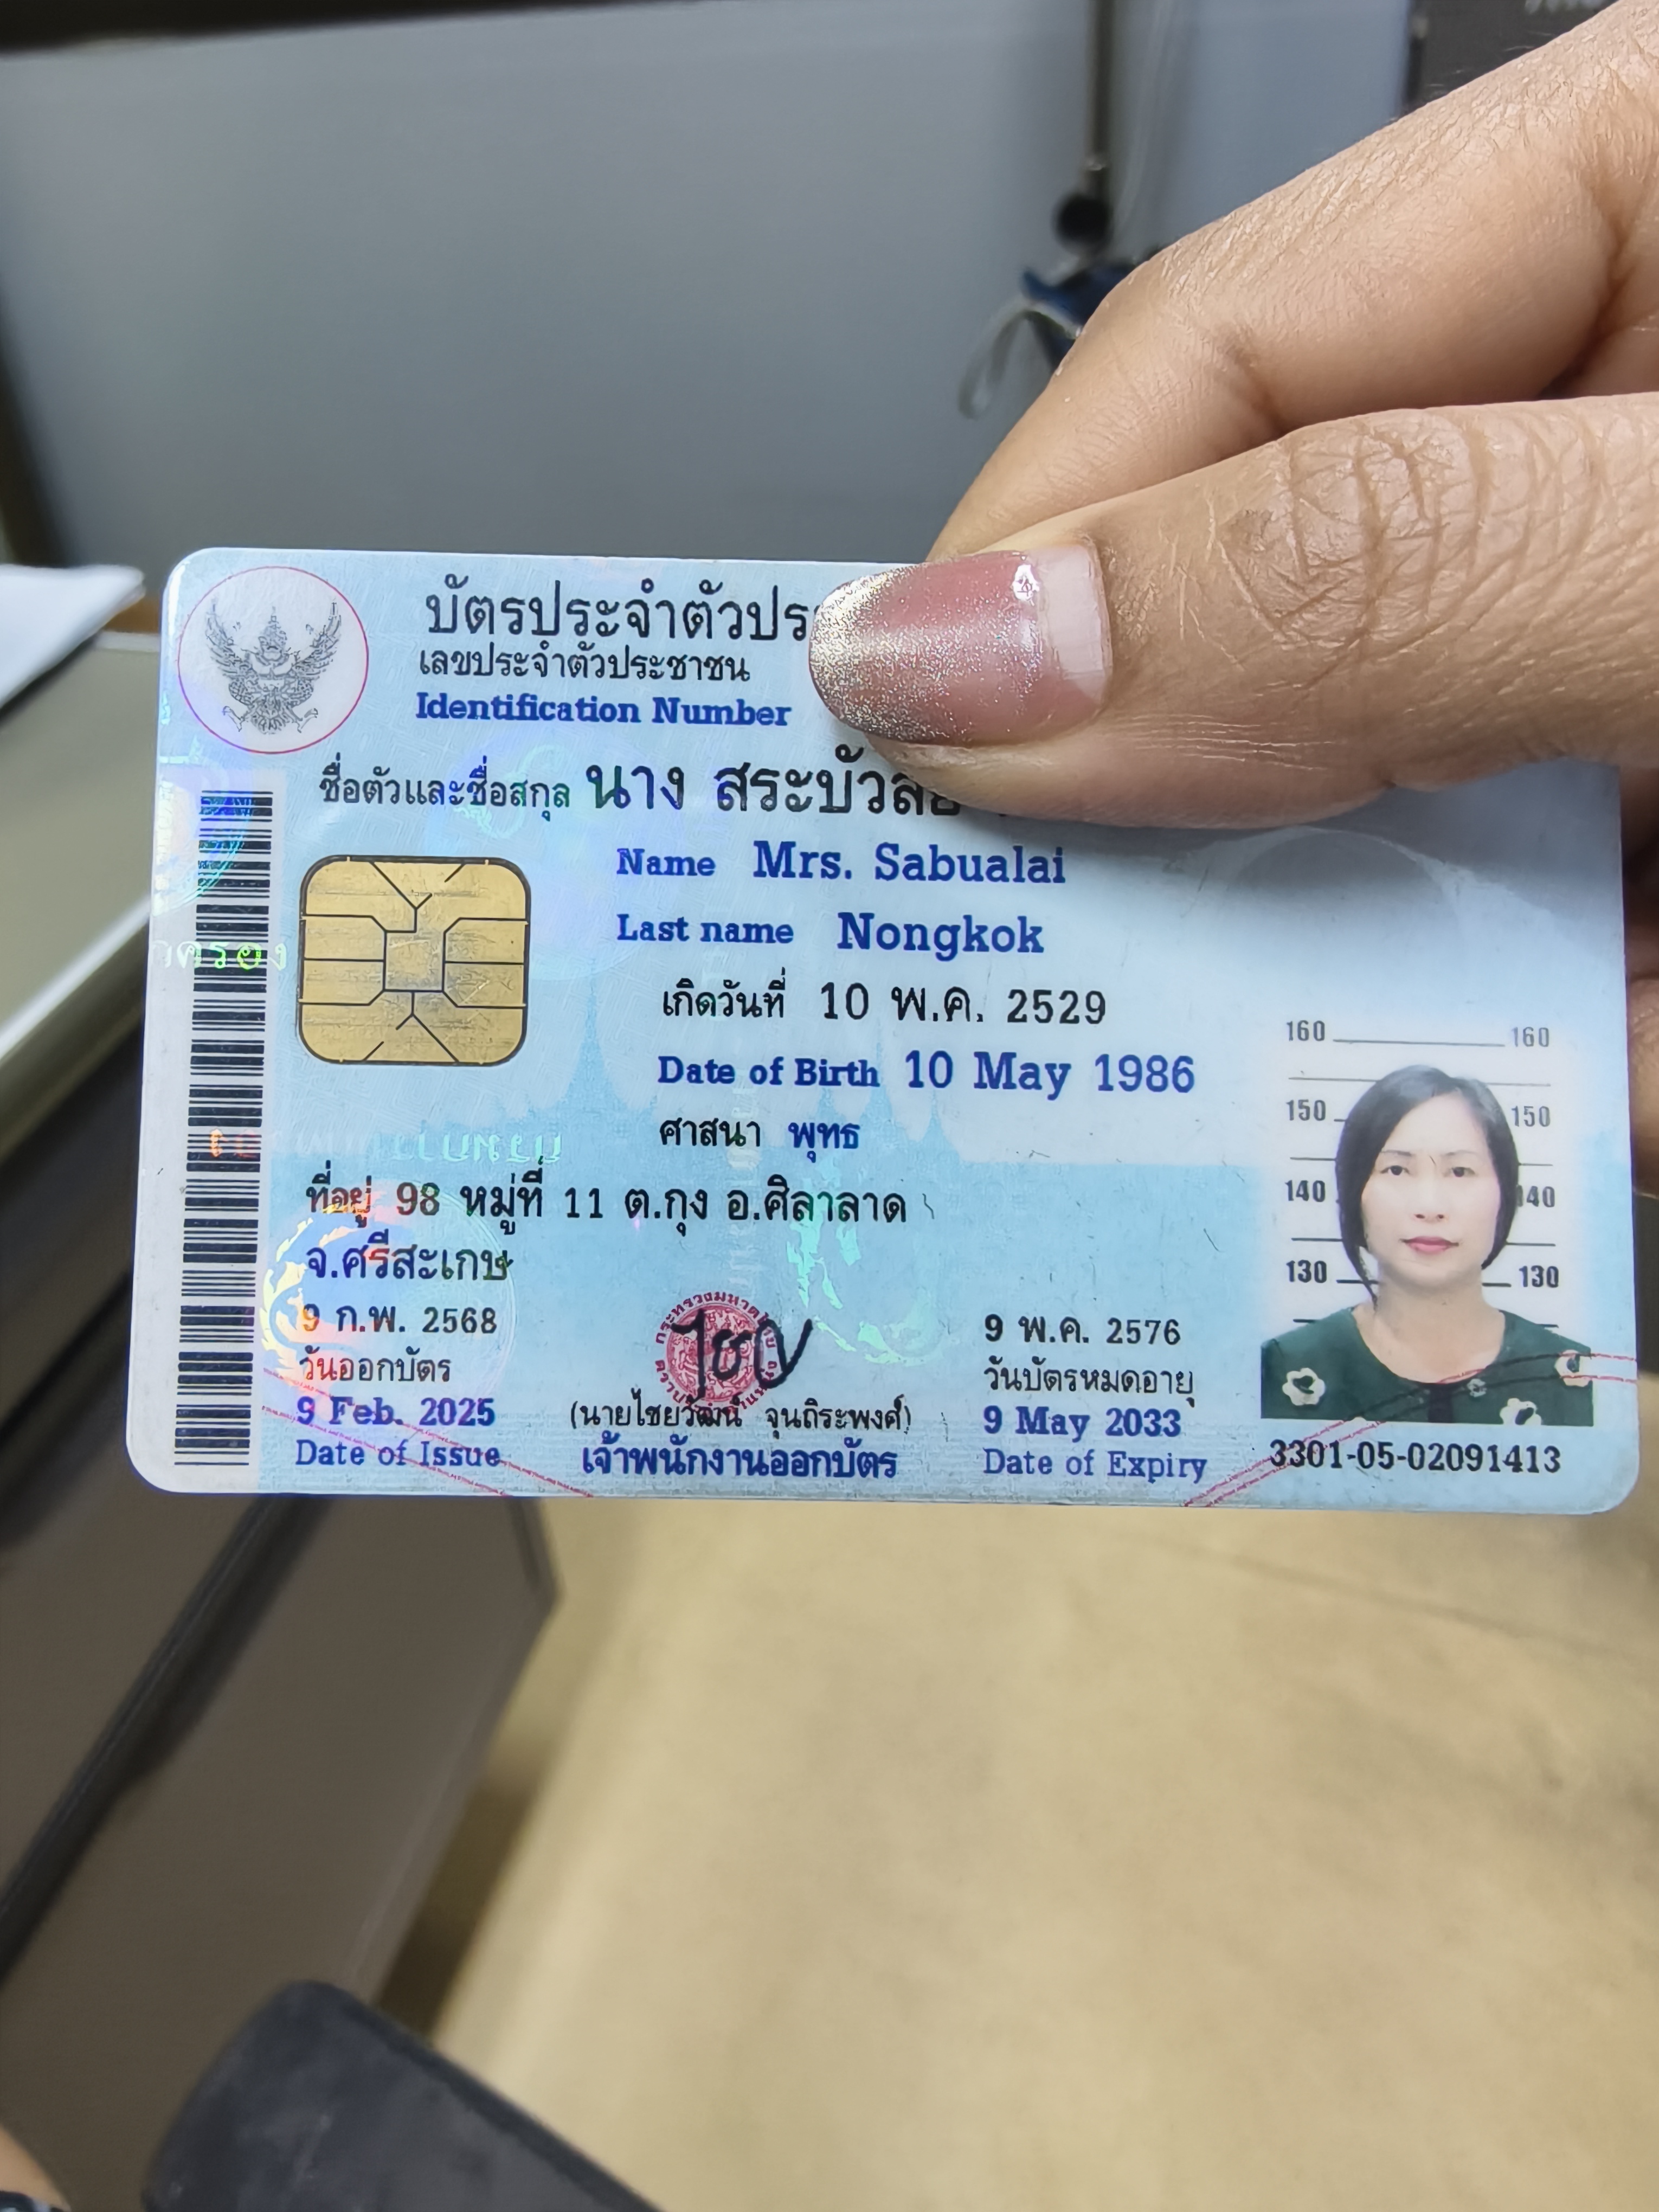 บัตรประจำตัวประ
เลขประจำตัวประชาชน
Identification Number
ชื่อตัวและชื่อสกุล นาง
Name Mrs. Sabualai
Last name Nongkok
เกิดวันที่ 10 พ.ค. 2529
Date of Birth 10 May 1986
ศาสนา พุทธ
ที่อยู่ 98 หมู่ที่ 11 ต.กุง อ.ศิลาลาด
จ.ศรีสะเกษ
9 ก.พ. 2568
วันออกบัตร
9 Feb. 2025
Date of Issue
(นายไชยวัฒน์ จุนถิระพงศ์)
เจ้าพนักงานออกบัตร
9 พ.ค. 2576
วันบัตรหมดอายุ
9 May 2033
Date of Expiry
160 160
150 150
140 140
130 130
3301-05-02091413